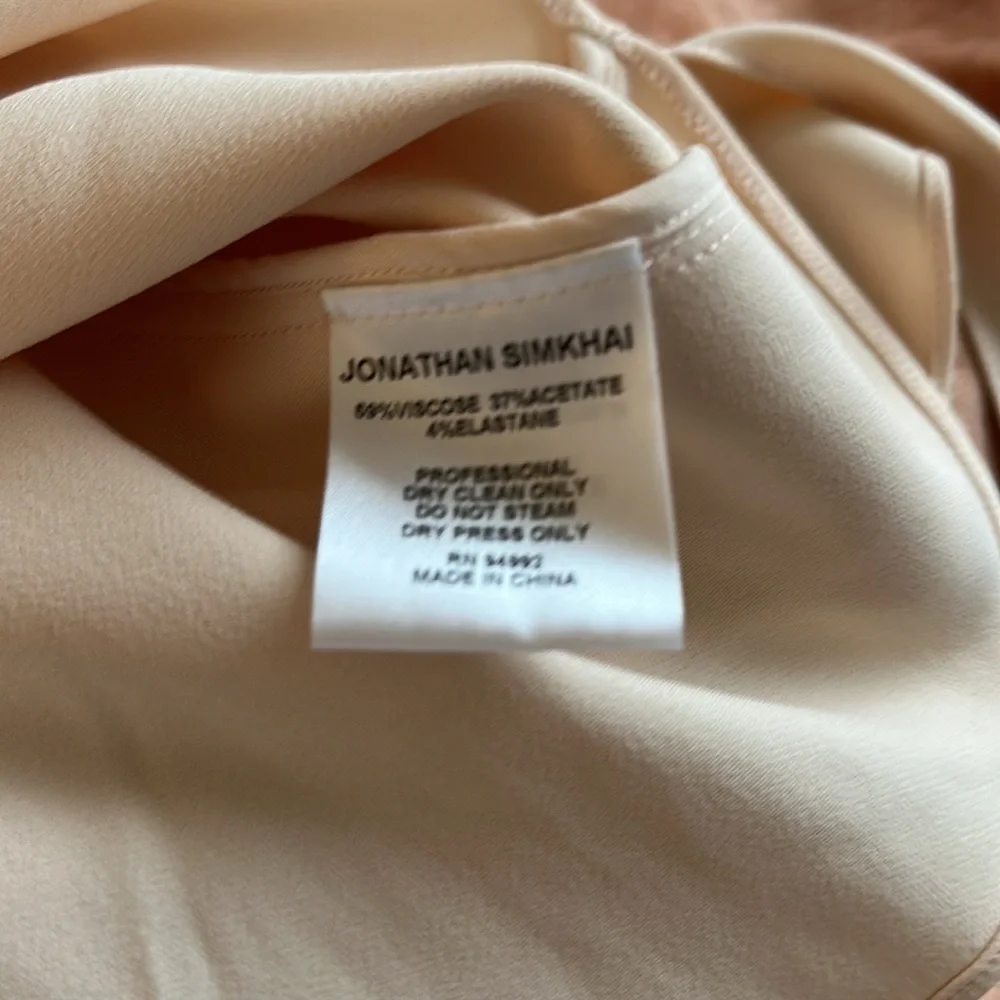 JONATHAN SIMKHAI
59%VISCOSE 37%ACETATE
4%ELASTANE
PROFESSIONAL
DRY CLEAN ONLY
DO NOT STEAM
DRY PRESS ONLY
RN 94992
MADE IN CHINA